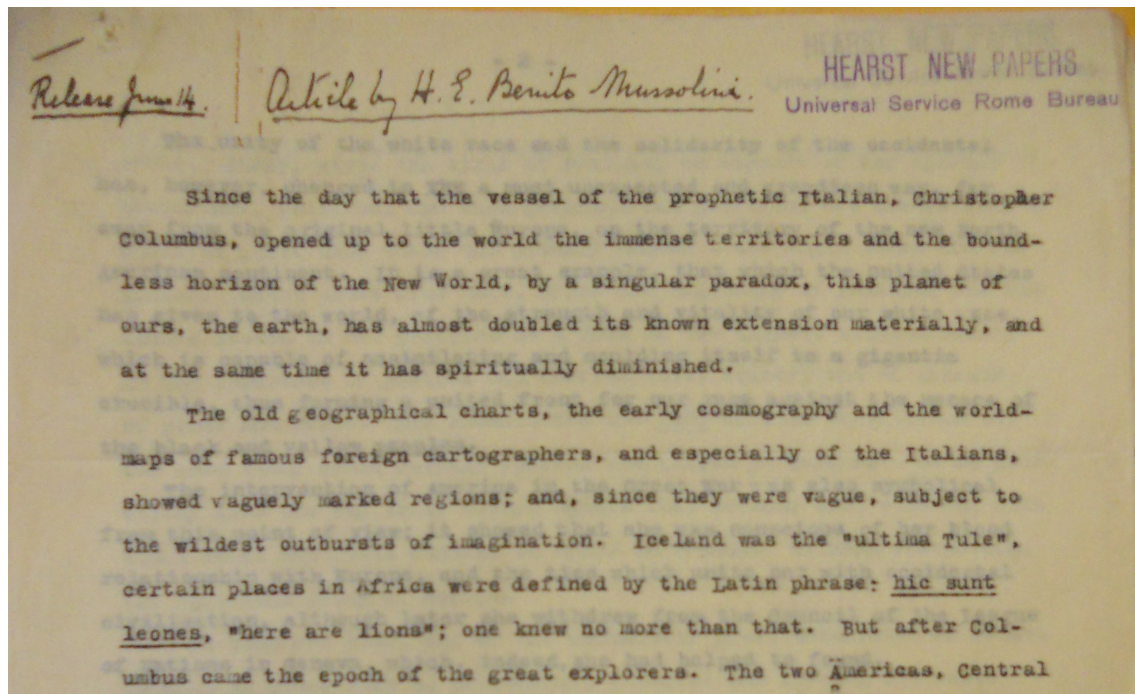 Release June 14.
Article by H. E. Benito Mussolini.
HEARST NEW PAPERS
Universal Service Rome Bureau
Since the day that the vessel of the prophetic Italian, Christopher
Columbus, opened up to the world the immense territories and the bound-
less horizon of the New World, by a singular paradox, this planet of
ours, the earth, has almost doubled its known extension materially, and
at the same time it has spiritually diminished.
The old geographical charts, the early cosmography and the world-
maps of famous foreign cartographers, and especially of the Italians,
showed vaguely marked regions; and, since they were vague, subject to
the wildest outbursts of imagination. Iceland was the "ultima Tule",
certain places in Africa were defined by the Latin phrase: hic sunt
leones, "here are lions"; one knew no more than that. But after Col-
umbus came the epoch of the great explorers. The two Americas, Central